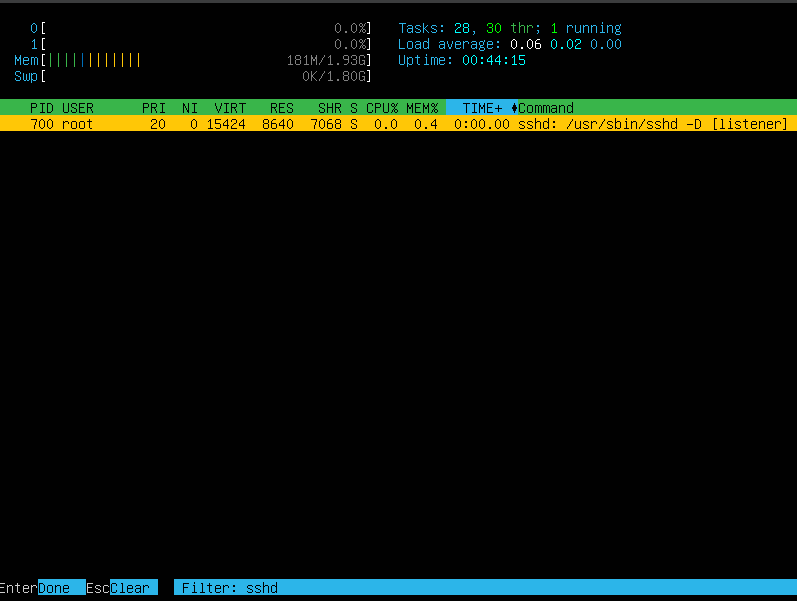 0[ 0.0%] Tasks: 28, 30 thr; 1 running
1[ 0.0%] Load average: 0.06 0.02 0.00
Mem[||||||||||||| 181M/1.93G] Uptime: 00:44:15
Swp[ 0K/1.80G]
PID USER PRI NI VIRT RES SHR S CPU% MEM% TIME+ Command
700 root 20 0 15424 8640 7068 S 0.0 0.4 0:00.00 sshd: /usr/sbin/sshd -D [listener]
EnterDone EscClear Filter: sshd